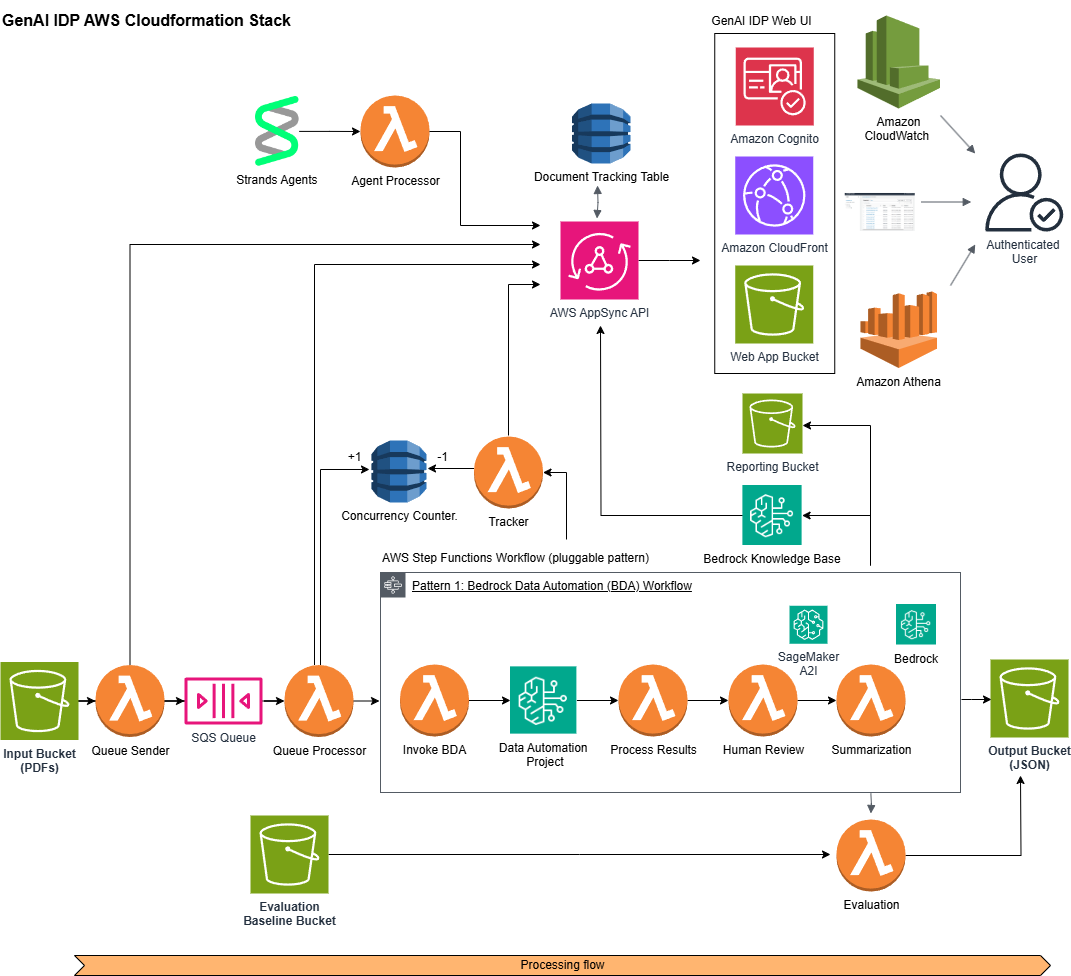 GenAI IDP AWS Cloudformation Stack
GenAI IDP Web UI
Amazon Cognito
Amazon CloudFront
Web App Bucket
Amazon
CloudWatch
Authenticated
User
Amazon Athena
Strands Agents
Agent Processor
Document Tracking Table
AWS AppSync API
Reporting Bucket
Bedrock Knowledge Base
+1
-1
Concurrency Counter.
Tracker
AWS Step Functions Workflow (pluggable pattern)
Pattern 1: Bedrock Data Automation (BDA) Workflow
SageMaker
A2I
Bedrock
Input Bucket
(PDFs)
Queue Sender
SQS Queue
Queue Processor
Invoke BDA
Data Automation
Project
Process Results
Human Review
Summarization
Output Bucket
(JSON)
Evaluation
Baseline Bucket
Evaluation
Processing flow